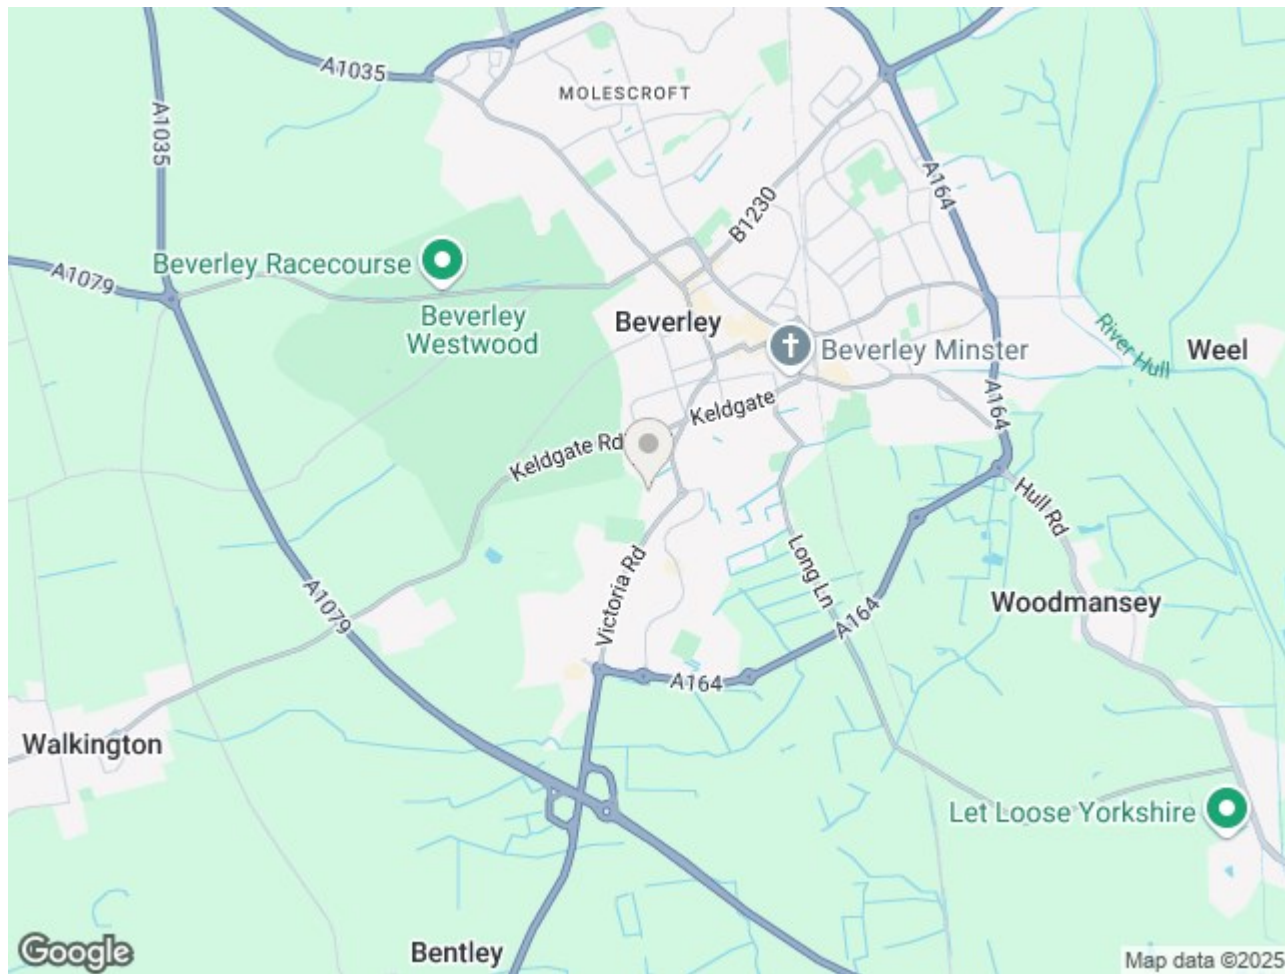 A1035
MOLESCROFT
A1035
A164
B1230
A1079
Beverley Racecourse
Beverley
Westwood
Beverley
Beverley Minster
River Hull
Weel
A164
Keldgate
Keldgate Rd
Hull Rd
Long Ln
Victoria Rd
A1079
A164
Woodmansey
A164
Walkington
Let Loose Yorkshire
Bentley
Google
Map data ©2025